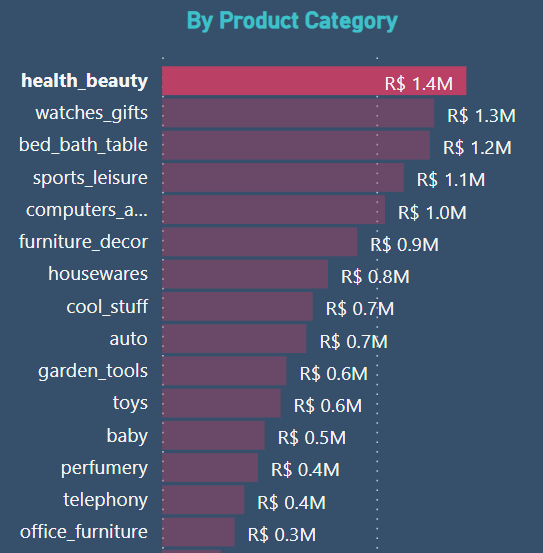 By Product Category
health_beauty R$ 1.4M
watches_gifts R$ 1.3M
bed_bath_table R$ 1.2M
sports_leisure R$ 1.1M
computers_a... R$ 1.0M
furniture_decor R$ 0.9M
housewares R$ 0.8M
cool_stuff R$ 0.7M
auto R$ 0.7M
garden_tools R$ 0.6M
toys R$ 0.6M
baby R$ 0.5M
perfumery R$ 0.4M
telephony R$ 0.4M
office_furniture R$ 0.3M